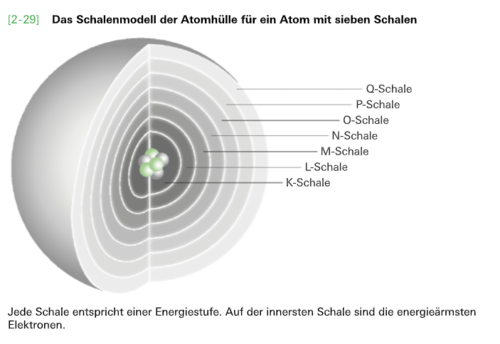 [2-29] Das Schalenmodell der Atomhülle für ein Atom mit sieben Schalen
Q-Schale
P-Schale
O-Schale
N-Schale
M-Schale
L-Schale
K-Schale
Jede Schale entspricht einer Energiestufe. Auf der innersten Schale sind die energieärmsten
Elektronen.